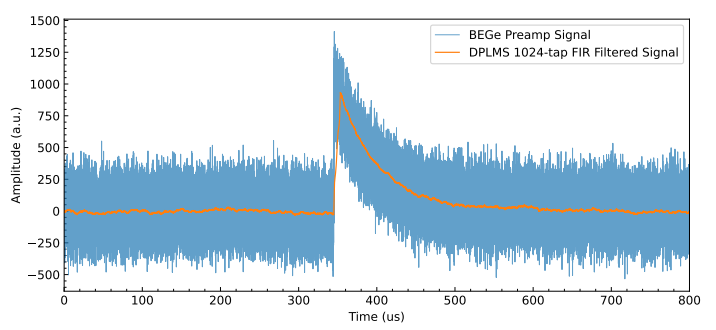 1500
1250
1000
750
500
250
0
−250
−500
Amplitude (a.u.)
BEGe Preamp Signal
DPLMS 1024-tap FIR Filtered Signal
0 100 200 300 400 500 600 700 800
Time (us)